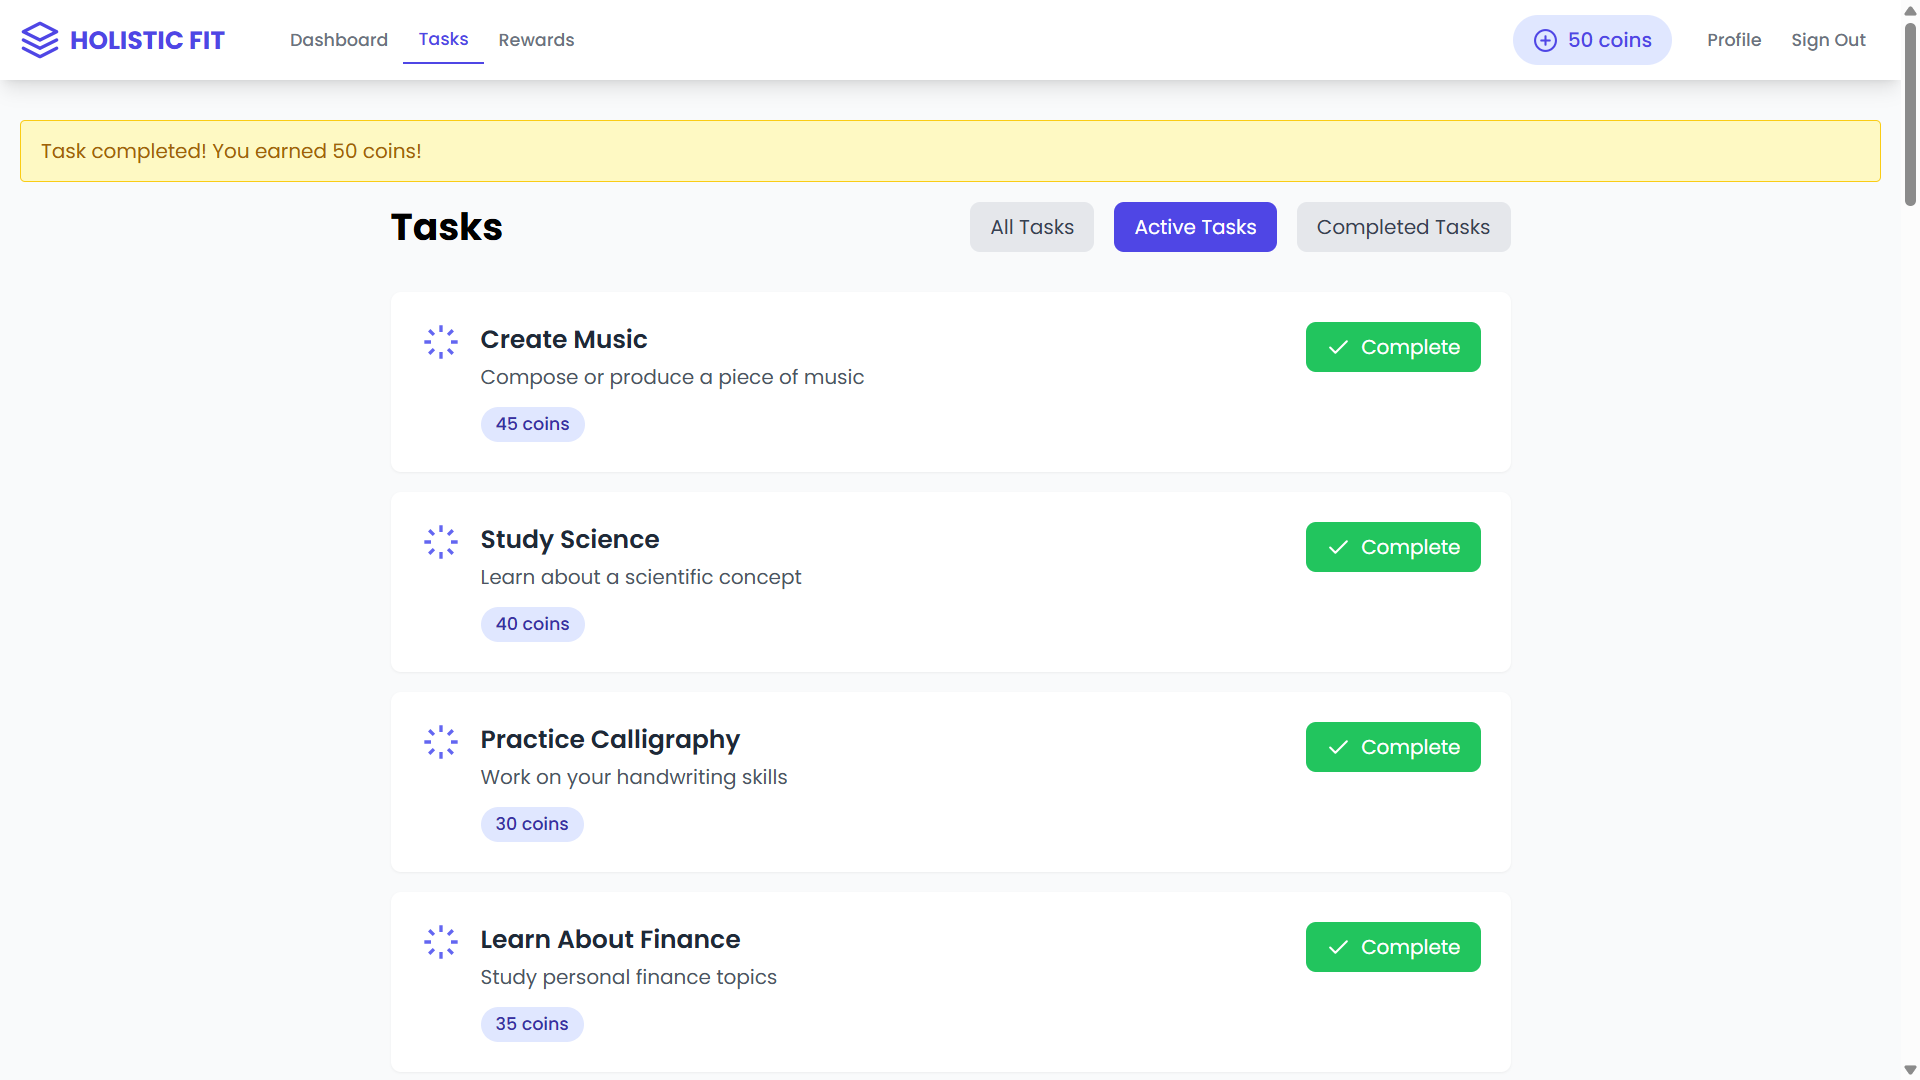 HOLISTIC FIT
Dashboard
Tasks
Rewards
50 coins
Profile
Sign Out
Task completed! You earned 50 coins!
Tasks
All Tasks
Active Tasks
Completed Tasks
Create Music
Complete
Compose or produce a piece of music
45 coins
Study Science
Complete
Learn about a scientific concept
40 coins
Practice Calligraphy
Complete
Work on your handwriting skills
30 coins
Learn About Finance
Complete
Study personal finance topics
35 coins